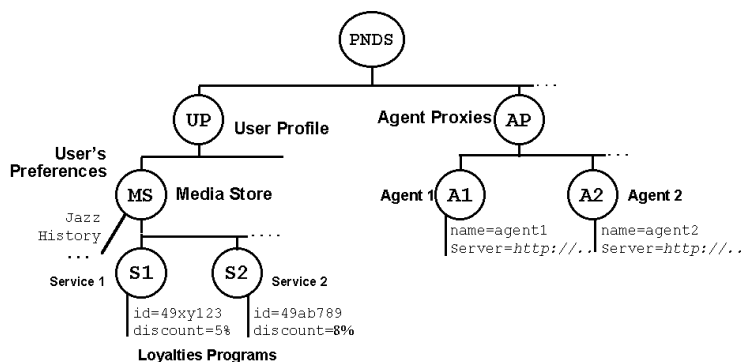 PNDS
...
UP
User Profile
Agent Proxies
AP
User's
Preferences
...
MS
Media Store
Agent 1
A1
A2
Agent 2
Jazz
History
...
name=agent1
Server=http://..
name=agent2
Server=http://..
....
Service 1
S1
S2
Service 2
id=49xy123
discount=5%
id=49ab789
discount=8%
Loyalties Programs